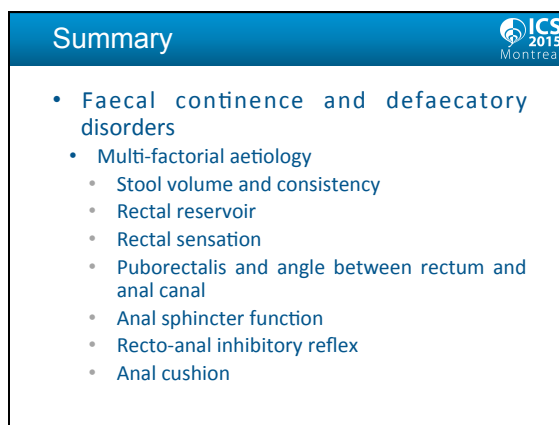 Summary
ICS
2015
Montreal
• Faecal continence and defaecatory
disorders
• Multi-factorial aetiology
• Stool volume and consistency
• Rectal reservoir
• Rectal sensation
• Puborectalis and angle between rectum and
anal canal
• Anal sphincter function
• Recto-anal inhibitory reflex
• Anal cushion